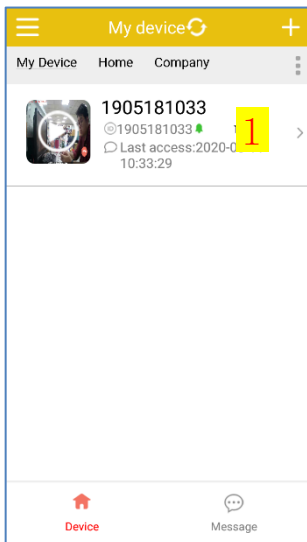 My device
My Device Home Company
1905181033
1905181033
1
Last access:2020-0
10:33:29
Device Message